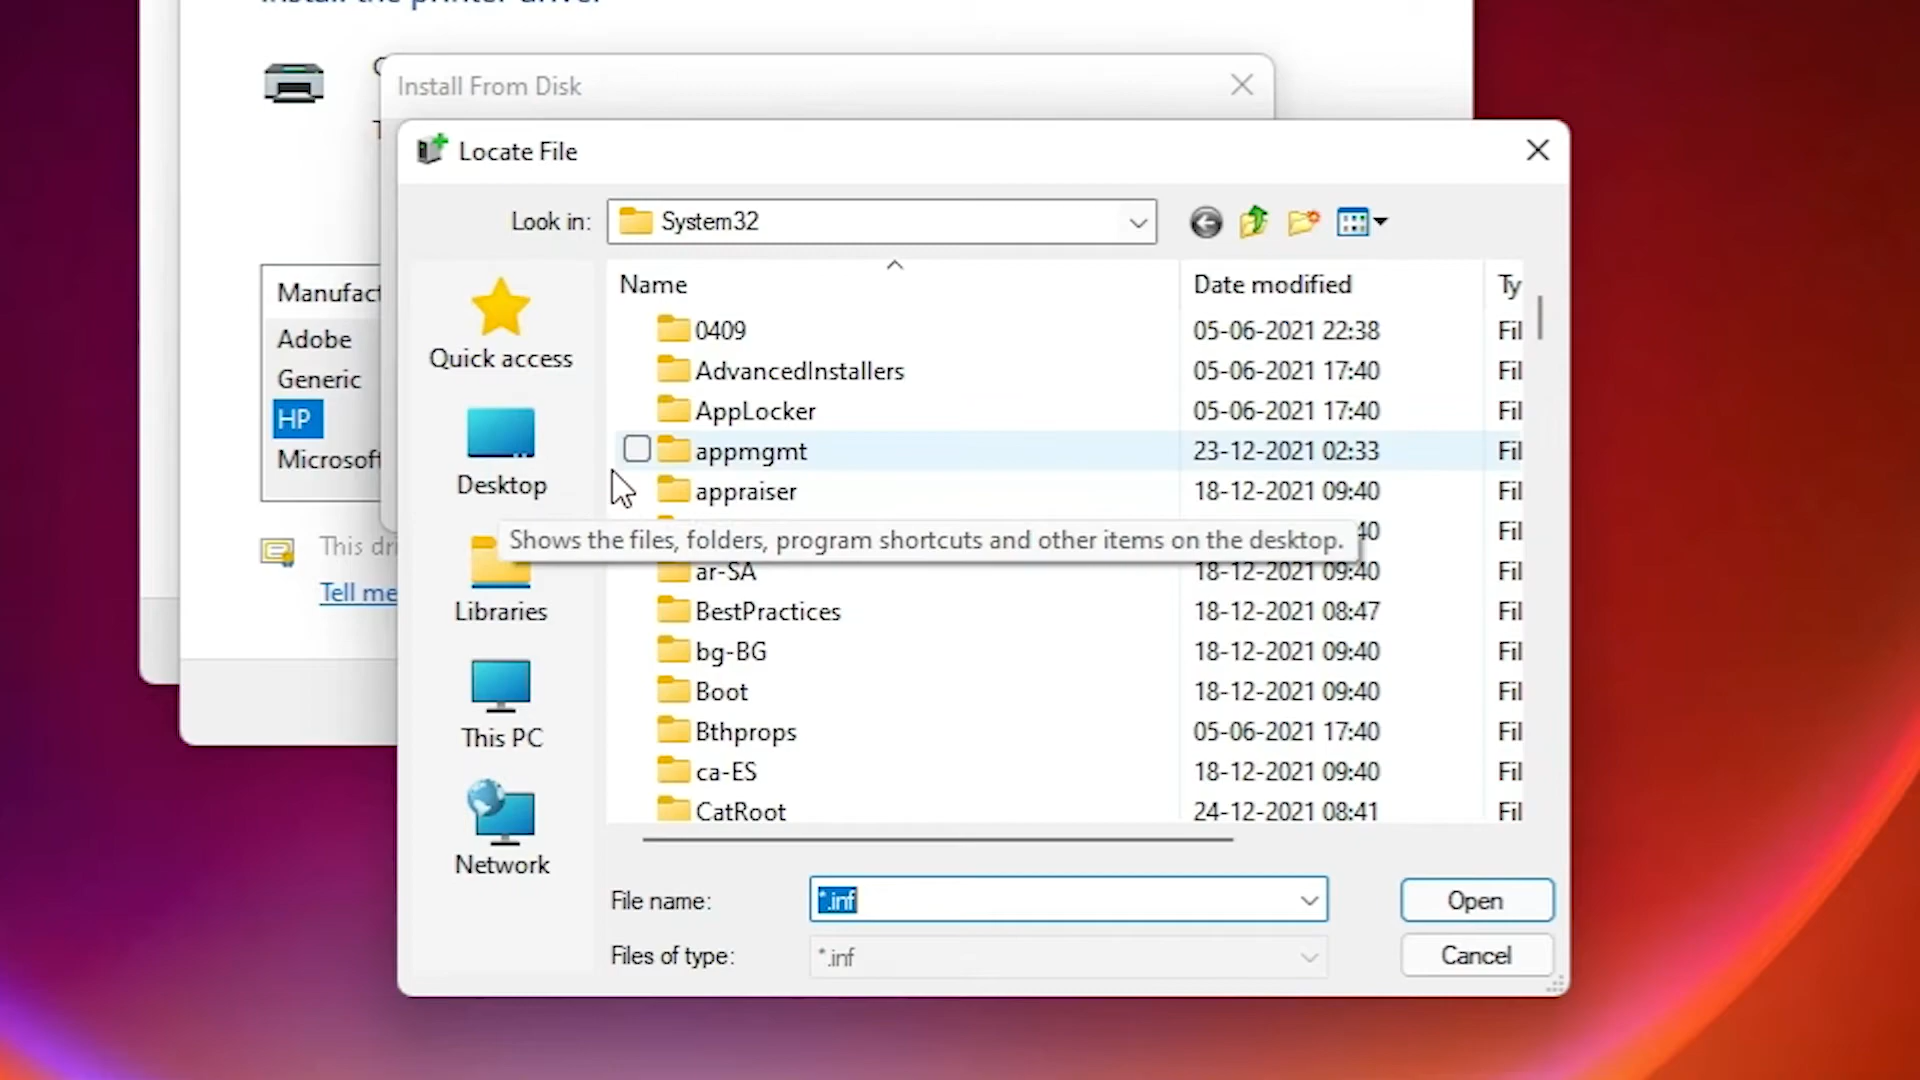 Install the printer driver
Install From Disk
Locate File
Look in:
System32
Name
Date modified
Ty
0409
05-06-2021 22:38
Fil
AdvancedInstallers
05-06-2021 17:40
Fil
AppLocker
05-06-2021 17:40
Fil
appmgmt
23-12-2021 02:33
Fil
appraiser
18-12-2021 09:40
Fil
Shows the files, folders, program shortcuts and other items on the desktop.
40
Fil
ar-SA
18-12-2021 09:40
Fil
BestPractices
18-12-2021 08:47
Fil
bg-BG
18-12-2021 09:40
Fil
Boot
18-12-2021 09:40
Fil
Bthprops
05-06-2021 17:40
Fil
ca-ES
18-12-2021 09:40
Fil
CatRoot
24-12-2021 08:41
Fil
Quick access
Desktop
Libraries
This PC
Network
File name:
*.inf
Open
Files of type:
*.inf
Cancel
Manufact
Adobe
Generic
HP
Microsoft
This dri
Tell me